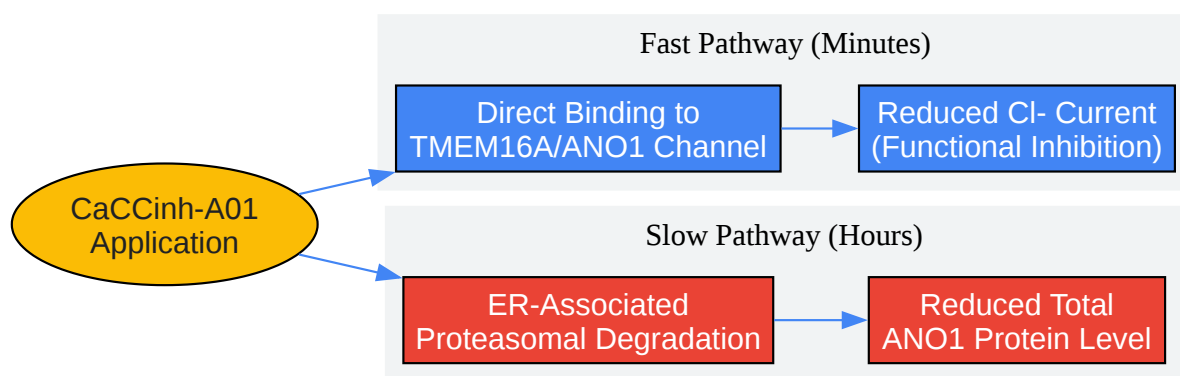 Fast Pathway (Minutes)
Direct Binding to
TMEM16A/ANO1 Channel
Reduced Cl- Current
(Functional Inhibition)
CaCCinh-A01
Application
Slow Pathway (Hours)
ER-Associated
Proteasomal Degradation
Reduced Total
ANO1 Protein Level